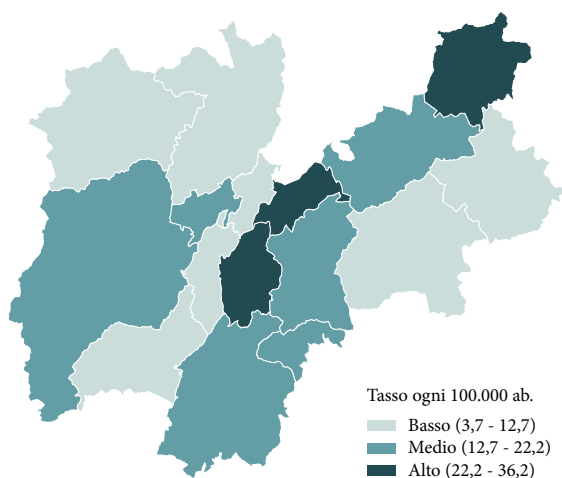 Tasso ogni 100.000 ab.
Basso (3,7 - 12,7)
Medio (12,7 - 22,2)
Alto (22,2 - 36,2)